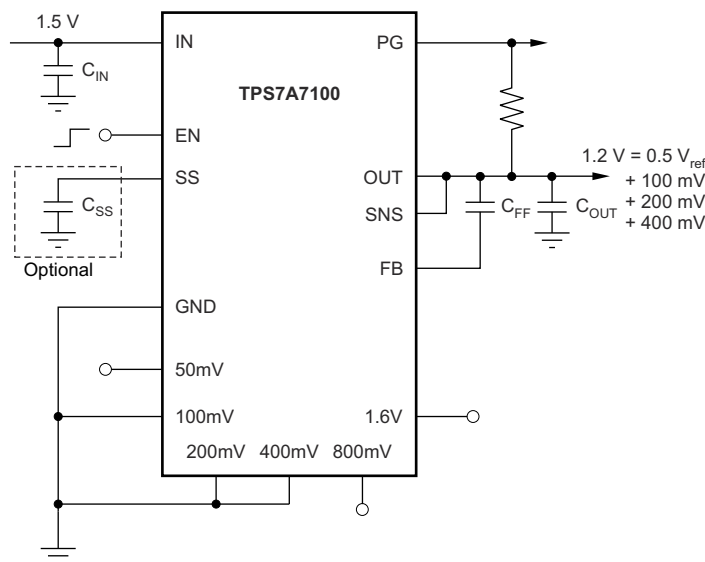 1.5 V
IN
PG
C_IN
TPS7A7100
EN
SS
OUT
1.2 V = 0.5 V_ref
+ 100 mV
+ 200 mV
+ 400 mV
C_SS
SNS
C_FF
C_OUT
Optional
FB
GND
50mV
100mV
1.6V
200mV
400mV
800mV